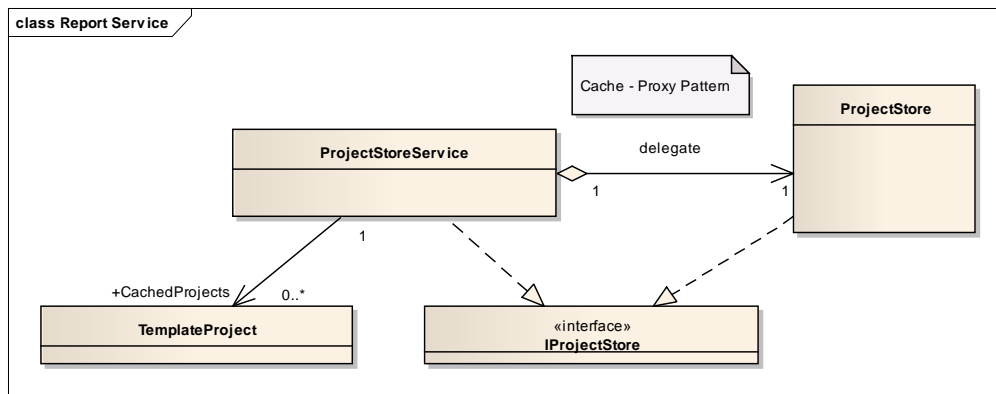 class Report Service
Cache - Proxy Pattern
ProjectStore
ProjectStoreService
delegate
1
1
1
+CachedProjects
0..*
TemplateProject
«interface»
IProjectStore